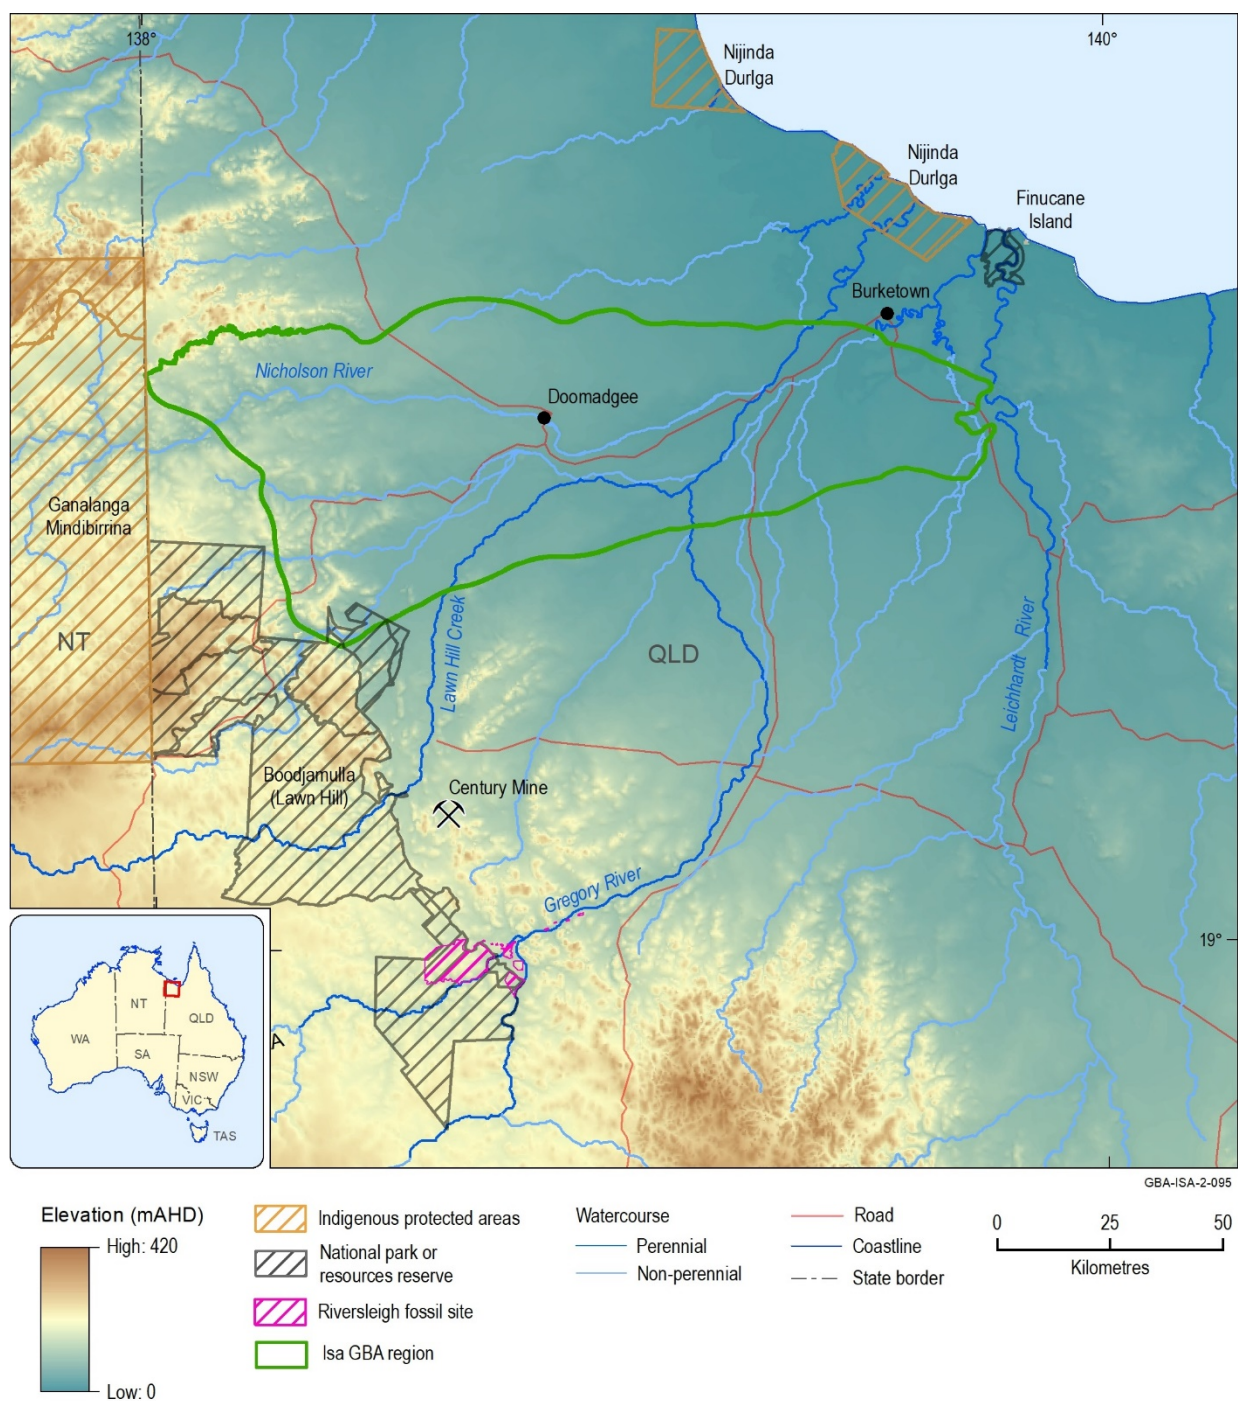 138°
140°
Nijinda
Durlga
Nijinda
Durlga
Finucane
Island
Burketown
Nicholson River
Doomadgee
Ganalanga
Mindibirrina
NT
QLD
Lawn Hill Creek
Leichhardt River
Boodjamulla
(Lawn Hill)
Century Mine
Gregory River
19°
A
NT
QLD
WA
SA
NSW
VIC
TAS
GBA-ISA-2-095
Elevation (mAHD)
High: 420
Low: 0
Indigenous protected areas
National park or
resources reserve
Riversleigh fossil site
Isa GBA region
Watercourse
Perennial
Non-perennial
Road
Coastline
State border
0 25 50
Kilometres